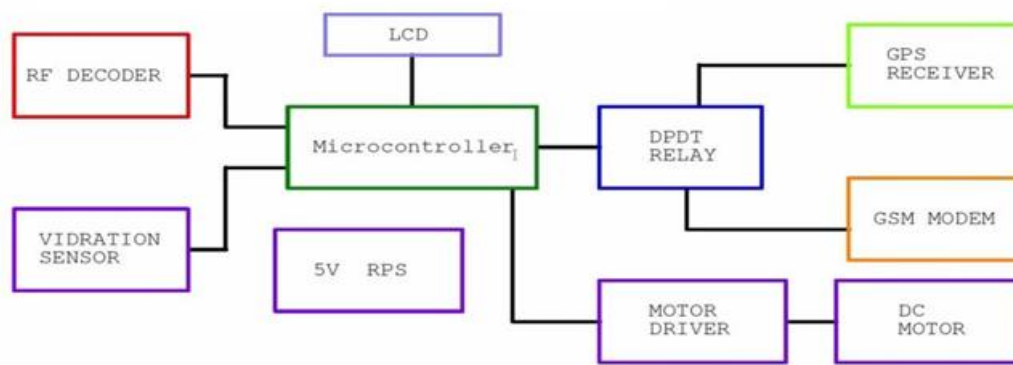 LCD
RF DECODER
GPS
RECEIVER
Microcontroller
DPDT
RELAY
VIDRATION
SENSOR
GSM MODEM
5V RPS
MOTOR
DRIVER
DC
MOTOR